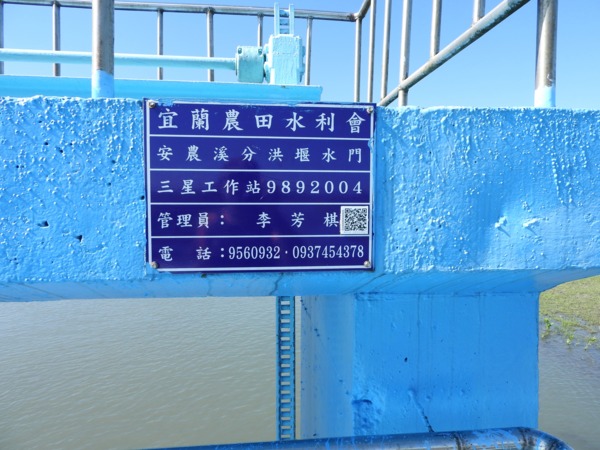 宜蘭農田水利會
安農溪分洪堰水門
三星工作站9892004
管理員：李芳棋
電話：9560932·0937454378